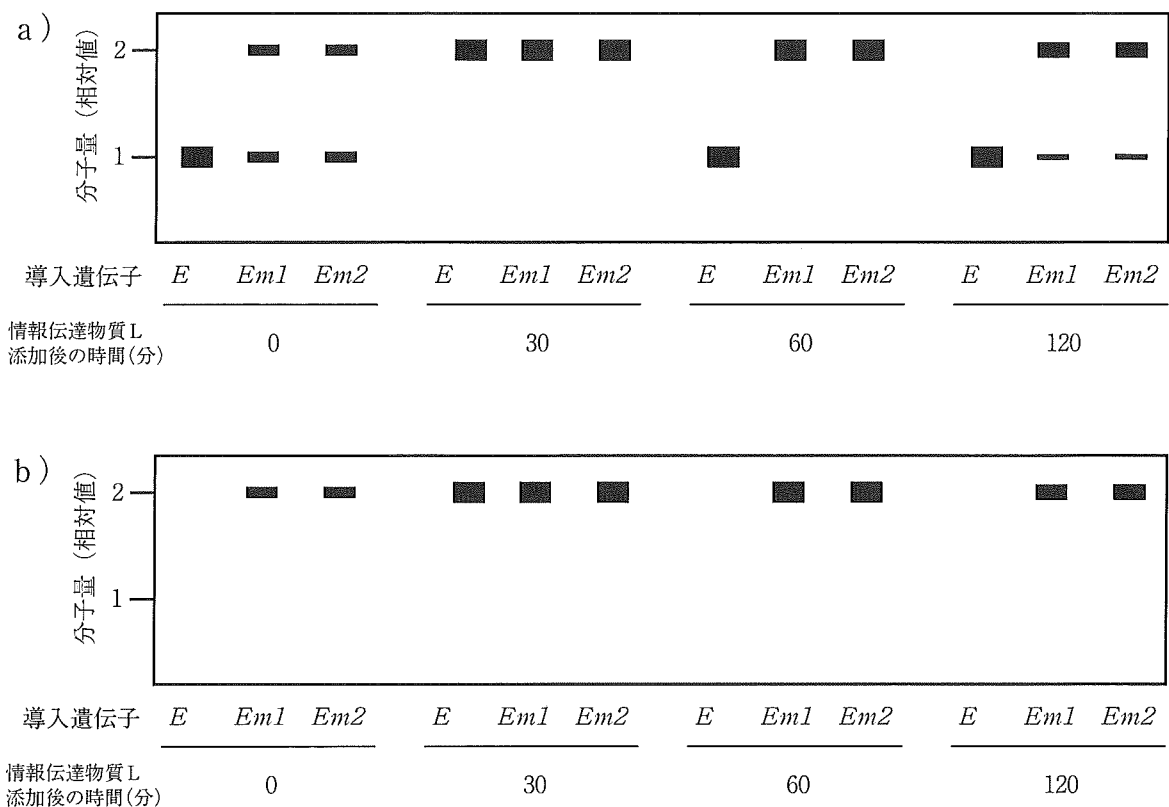 a)
分子量 (相対値)
2
1
導入遺伝子 E Em1 Em2 E Em1 Em2 E Em1 Em2 E Em1 Em2
情報伝達物質L
添加後の時間(分) 0 30 60 120
b)
分子量 (相対値)
2
1
導入遺伝子 E Em1 Em2 E Em1 Em2 E Em1 Em2 E Em1 Em2
情報伝達物質L
添加後の時間(分) 0 30 60 120